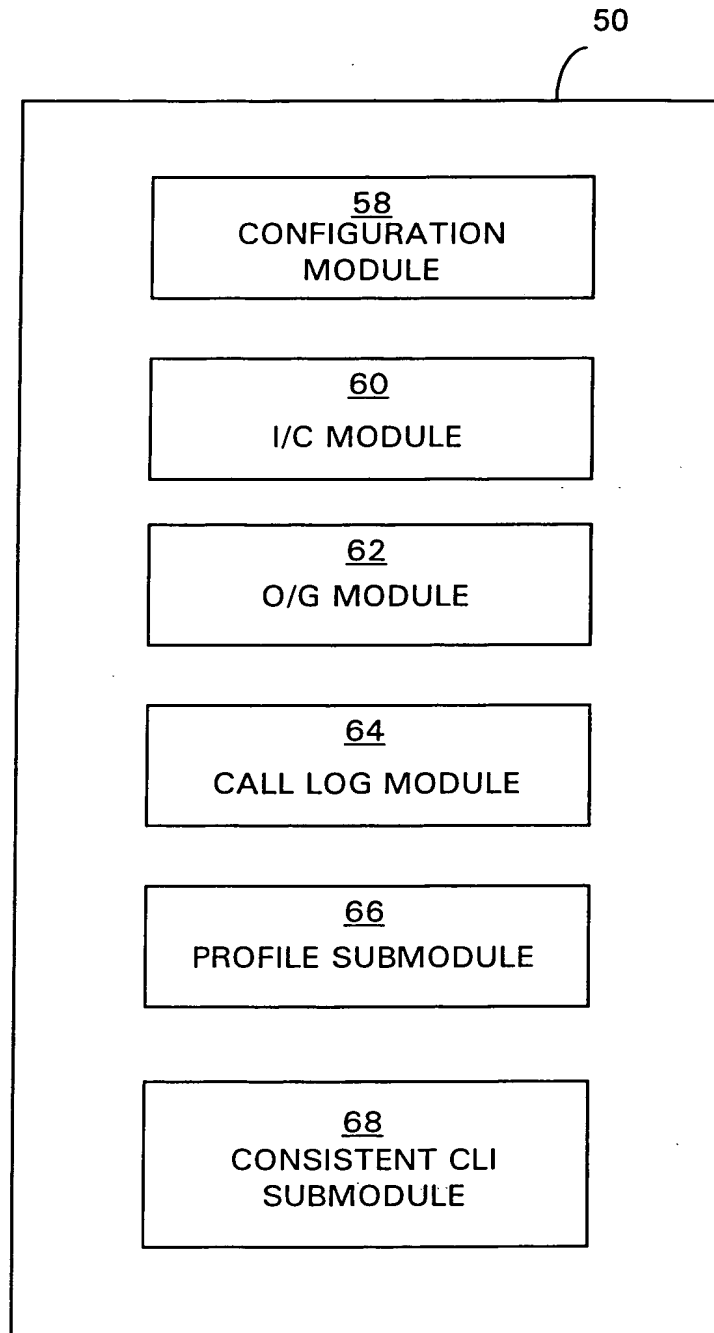 50
58
CONFIGURATION
MODULE
60
I/C MODULE
62
O/G MODULE
64
CALL LOG MODULE
66
PROFILE SUBMODULE
68
CONSISTENT CLI
SUBMODULE